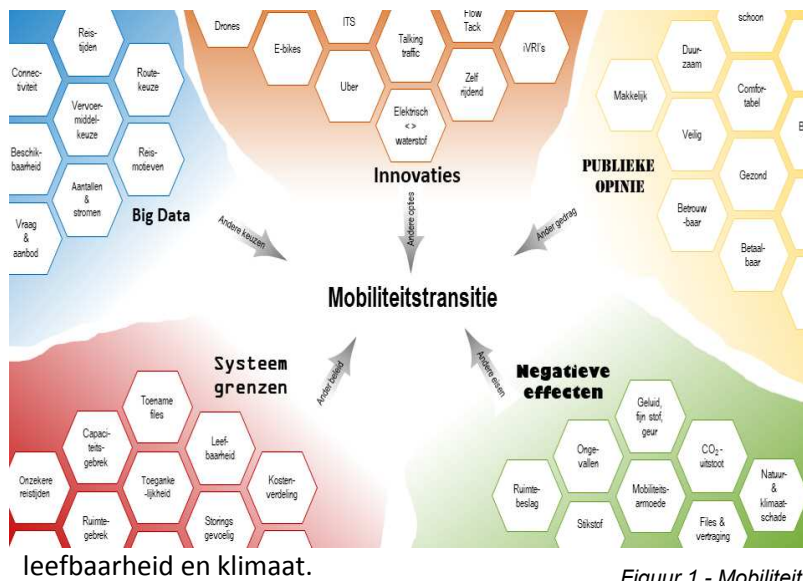 Reis-
tijden
Connec-
tiviteit
Route-
keuze
Vervoer-
middel-
keuze
Beschik-
baarheid
Reis-
motieven
Aantallen
&
stromen
Vraag
&
aanbod
Big Data
Andere keuzen
Drones
E-bikes
ITS
Uber
Talking
traffic
Elektrisch
<>
waterstof
Flow
Tack
Zelf
rijdend
iVRI's
Innovaties
Andere opties
schoon
Duur-
zaam
Makkelijk
Comfor-
tabel
Veilig
Gezond
Betrouw
-baar
Betaal-
baar
PUBLIEKE
OPINIE
Ander gedrag
Mobiliteitstransitie
Systeem
grenzen
Ander beleid
Toename
files
Capaci-
teits-
gebrek
Leef-
baarheid
Onzekere
reistijden
Toeganke
-lijkheid
Kosten-
verdeling
Ruimte-
gebrek
Storings
gevoelig
Negatieve
effecten
Andere eisen
Geluid,
fijn stof,
geur
Onge-
vallen
CO₂-
uitstoot
Ruimte-
beslag
Mobiliteits
-armoede
Natuur-
&
klimaat-
schade
Stikstof
Files &
vertraging
leefbaarheid en klimaat.
Figuur 1 - Mobiliteit